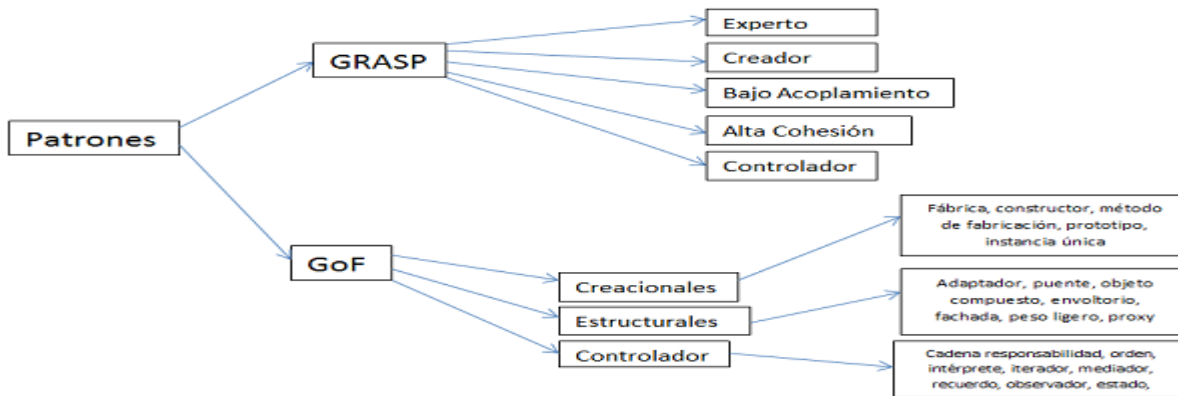 Patrones
GRASP
Experto
Creador
Bajo Acoplamiento
Alta Cohesión
Controlador
GoF
Creacionales
Estructurales
Controlador
Fábrica, constructor, método
de fabricación, prototipo,
instancia única
Adaptador, puente, objeto
compuesto, envoltorio,
fachada, peso ligero, proxy
Cadena responsabilidad, orden,
intérprete, iterador, mediador,
recuerdo, observador, estado,